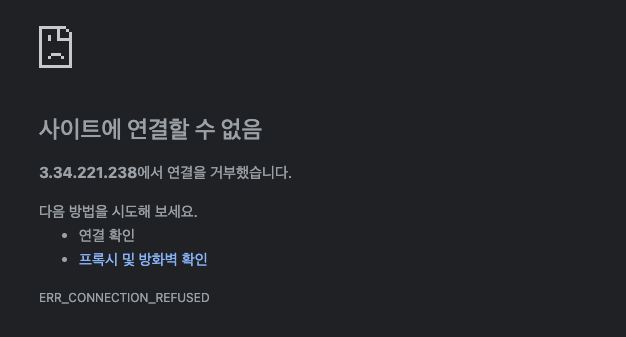 사이트에 연결할 수 없음
3.34.221.238에서 연결을 거부했습니다.
다음 방법을 시도해 보세요.
• 연결 확인
• 프록시 및 방화벽 확인
ERR_CONNECTION_REFUSED